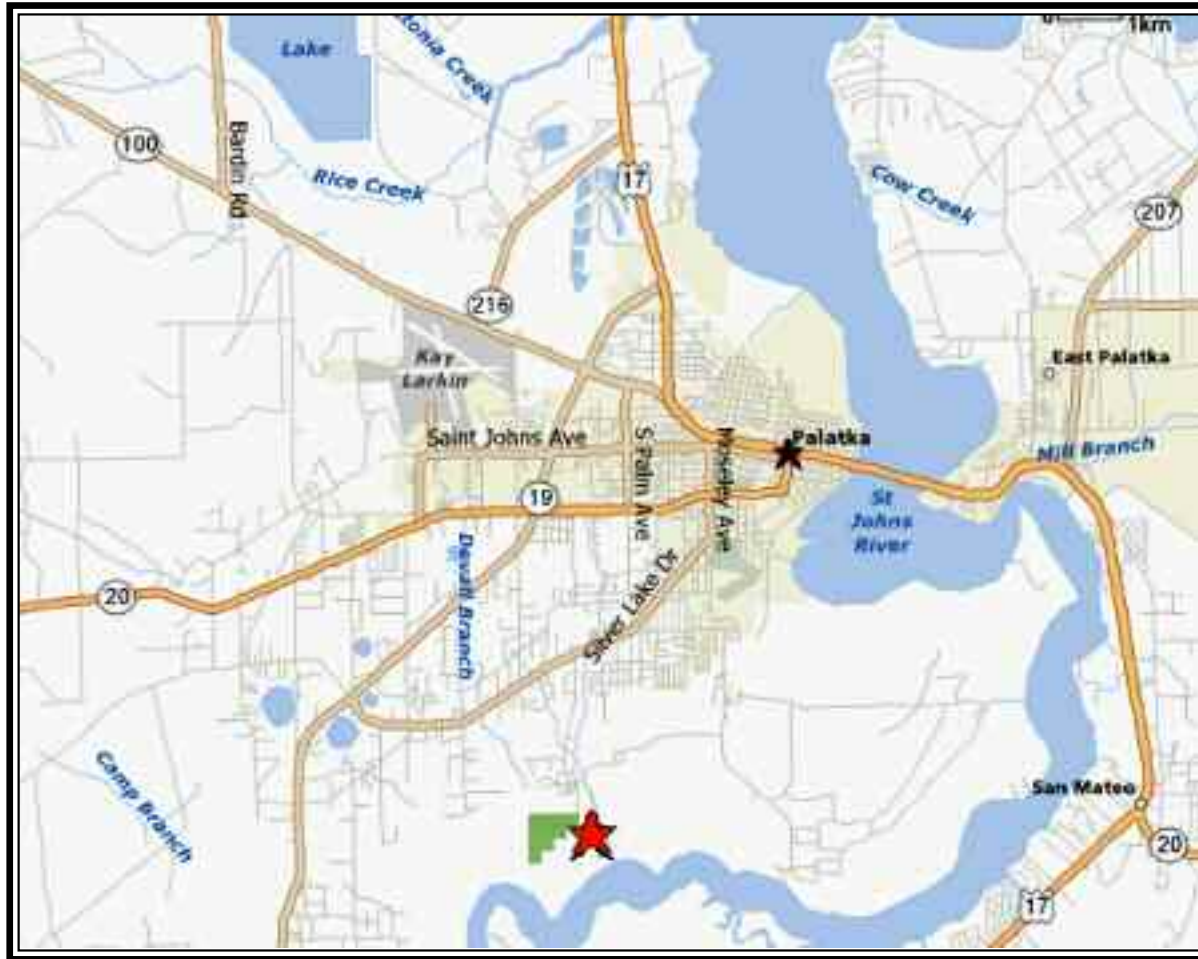 Lake
tonia Creek
1km
100
Bardin Rd
Rice Creek
17
Cow Creek
207
216
Kay
Larkin
East Palatka
Saint Johns Ave
S Palm Ave
Moseley Ave
Palatka
Mill Branch
19
St
Johns
River
20
Devall Branch
Silver Lake Dr
Camp Branch
San Mateo
20
17